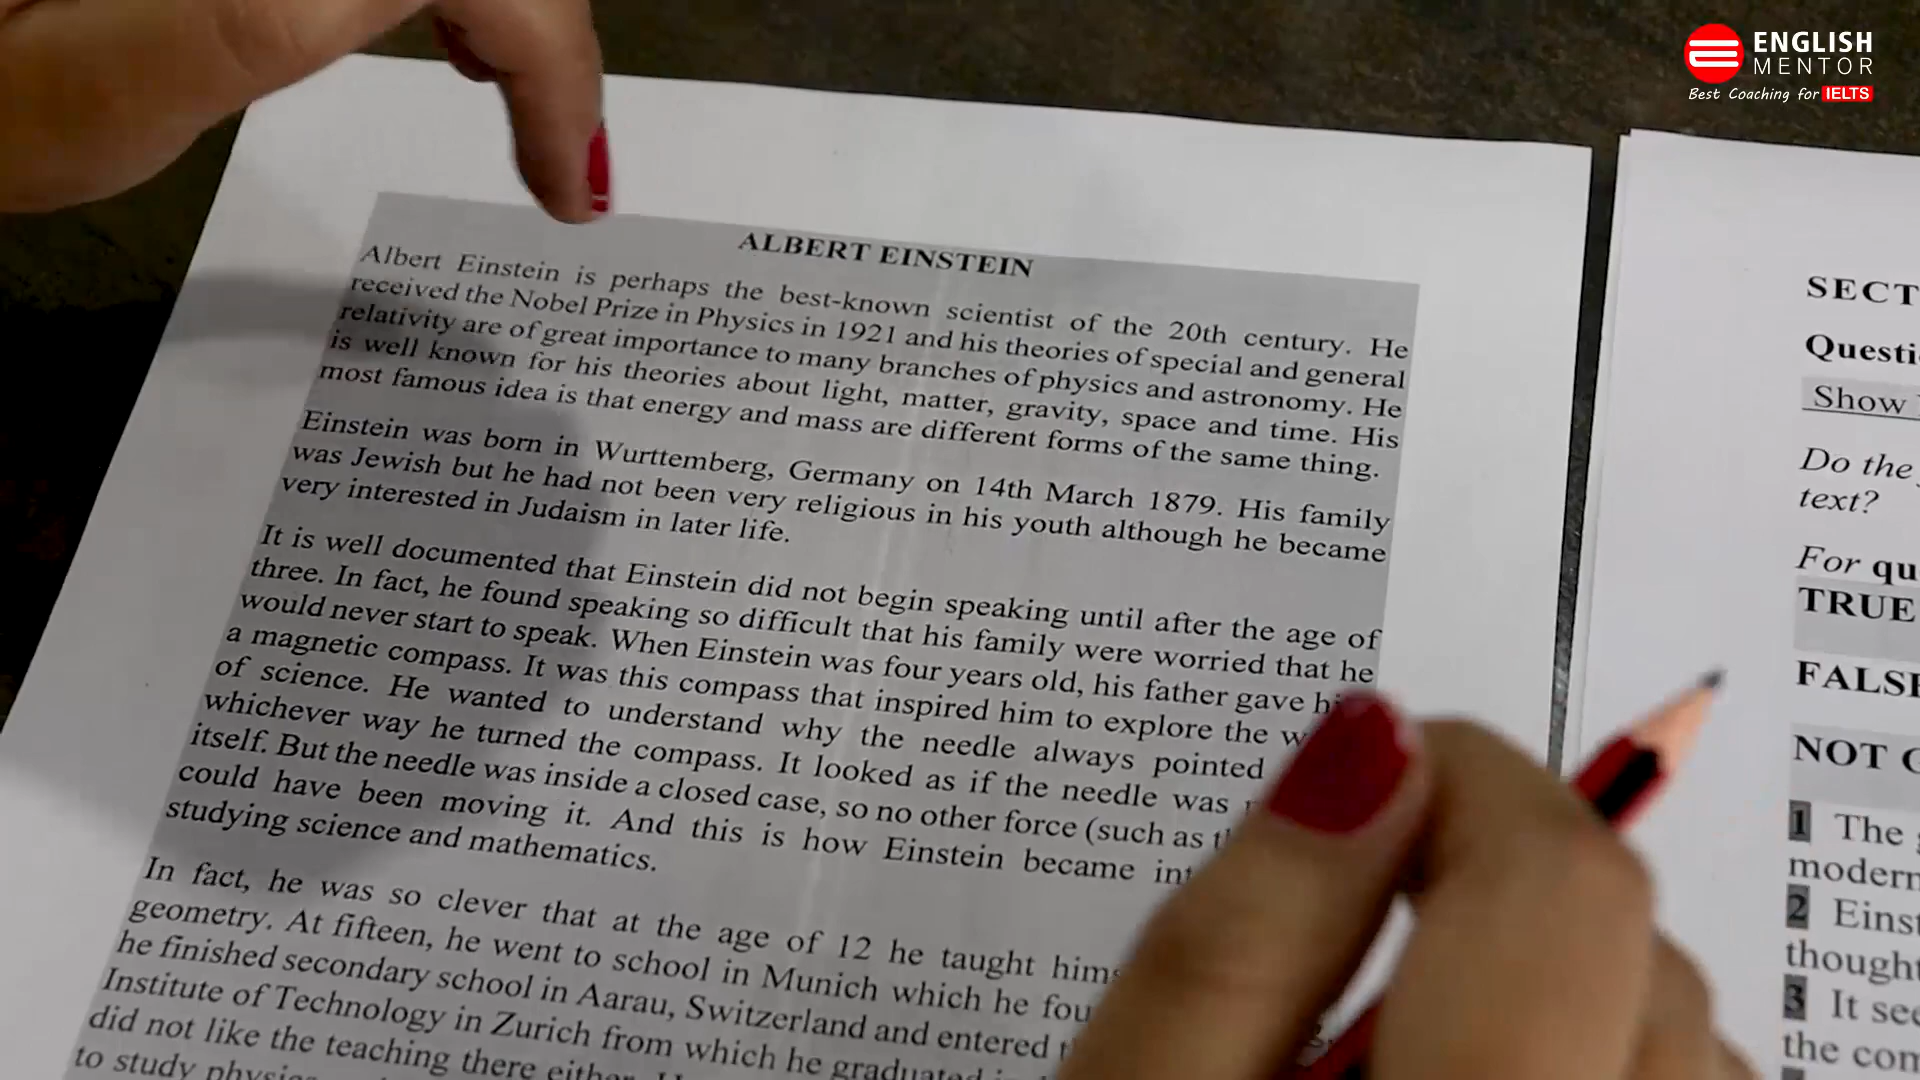 ENGLISH
MENTOR
Best Coaching for IELTS
ALBERT EINSTEIN
Albert Einstein is perhaps the best-known scientist of the 20th century. He
received the Nobel Prize in Physics in 1921 and his theories of special and general
relativity are of great importance to many branches of physics and astronomy. He
is well known for his theories about light, matter, gravity, space and time. His
most famous idea is that energy and mass are different forms of the same thing.
Einstein was born in Wurttemberg, Germany on 14th March 1879. His family
was Jewish but he had not been very religious in his youth although he became
very interested in Judaism in later life.
It is well documented that Einstein did not begin speaking until after the age of
three. In fact, he found speaking so difficult that his family were worried that he
would never start to speak. When Einstein was four years old, his father gave
a magnetic compass. It was this compass that inspired him to explore the
of science. He wanted to understand why the needle always pointed
whichever way he turned the compass. It looked as if the needle was
itself. But the needle was inside a closed case, so no other force (such as
could have been moving it. And this is how Einstein became
studying science and mathematics.
In fact, he was so clever that at the age of 12 he taught
geometry. At fifteen, he went to school in Munich which he
he finished secondary school in Aarau, Switzerland and entered
Institute of Technology in Zurich from which he graduated
did not like the teaching there either.
to study
SECT
Questi
Show
Do the
text?
For qu
TRUE
FALSE
NOT G
1 The
modern
2 Einst
thought
3 It see
the com